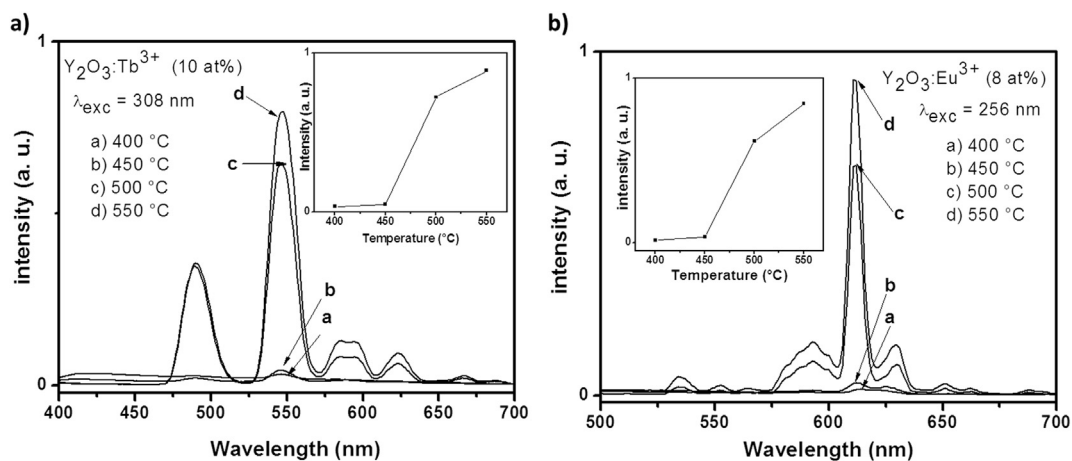 a)
Y₂O₃:Tb³⁺ (10 at%)
λexc = 308 nm
a) 400 °C
b) 450 °C
c) 500 °C
d) 550 °C
intensity (a. u.)
1
0
400 450 500 550 600 650 700
Wavelength (nm)
d
c
b
a
Intensity (a. u.)
1
0
400 450 500 550
Temperature (°C)
b)
Y₂O₃:Eu³⁺ (8 at%)
λexc = 256 nm
a) 400 °C
b) 450 °C
c) 500 °C
d) 550 °C
intensity (a. u.)
1
0
500 550 600 650 700
Wavelength (nm)
d
c
b
a
intensity (a. u.)
1
0
400 450 500 550
Temperature (°C)